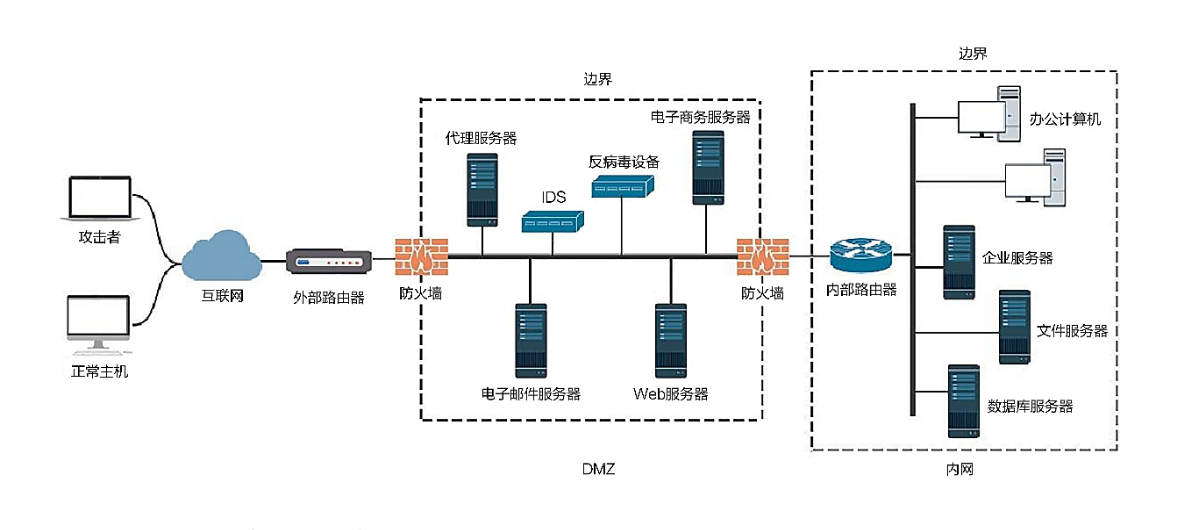 边界
边界
电子商务服务器
办公计算机
代理服务器
反病毒设备
IDS
攻击者
企业服务器
互联网
外部路由器
防火墙
防火墙
内部路由器
文件服务器
正常主机
电子邮件服务器
Web服务器
数据库服务器
DMZ
内网